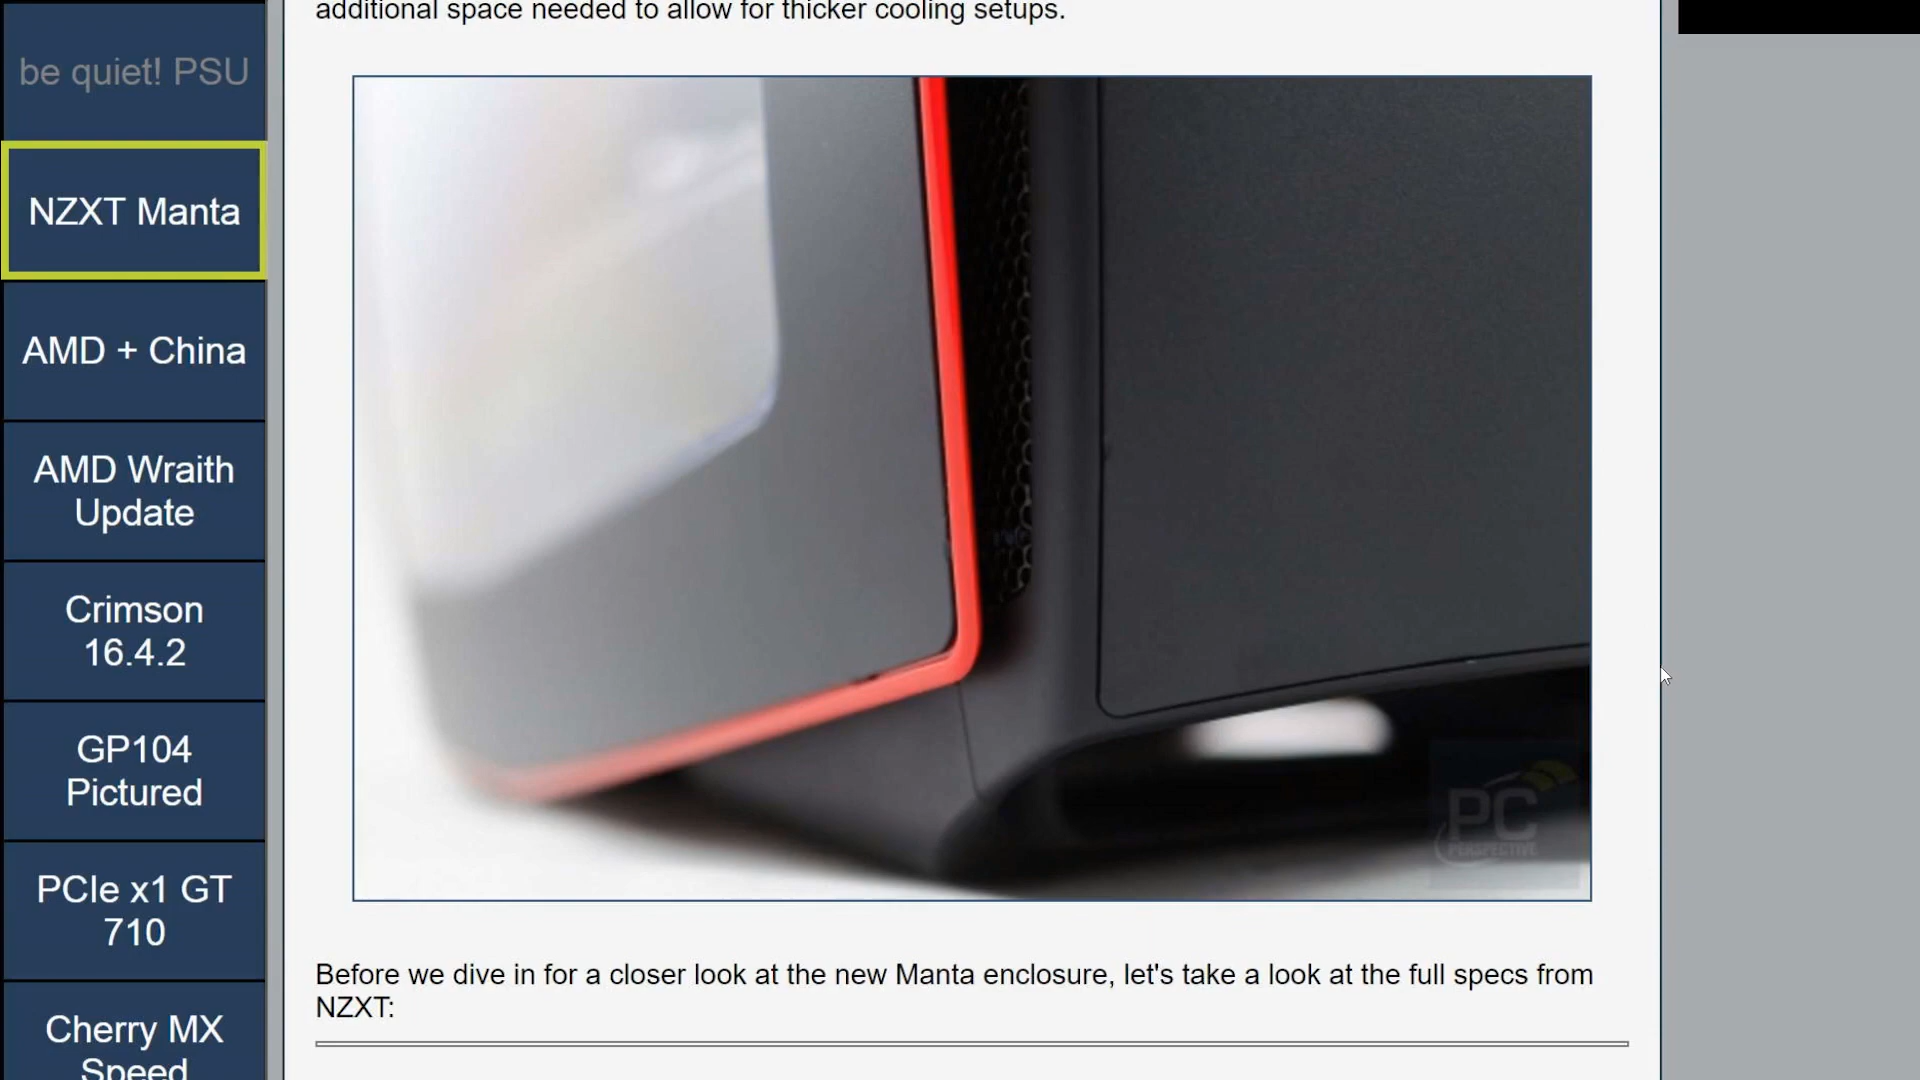 additional space needed to allow for thicker cooling setups.
be quiet! PSU
NZXT Manta
AMD + China
AMD Wraith
Update
Crimson
16.4.2
GP104
Pictured
PCIe x1 GT
710
Cherry MX
Speed
PC
PERSPECTIVE
Before we dive in for a closer look at the new Manta enclosure, let's take a look at the full specs from
NZXT: